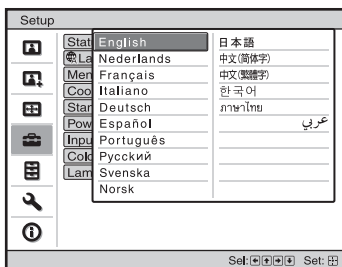 Setup
Stat
La
Men
Coo
Star
Pow
Inpu
Colo
Lam
English
Nederlands
Français
Italiano
Deutsch
Español
Português
Русский
Svenska
Norsk
日本語
中文(简体字)
中文(繁體字)
한국어
ภาษาไทย
عربي
Sel: Set: